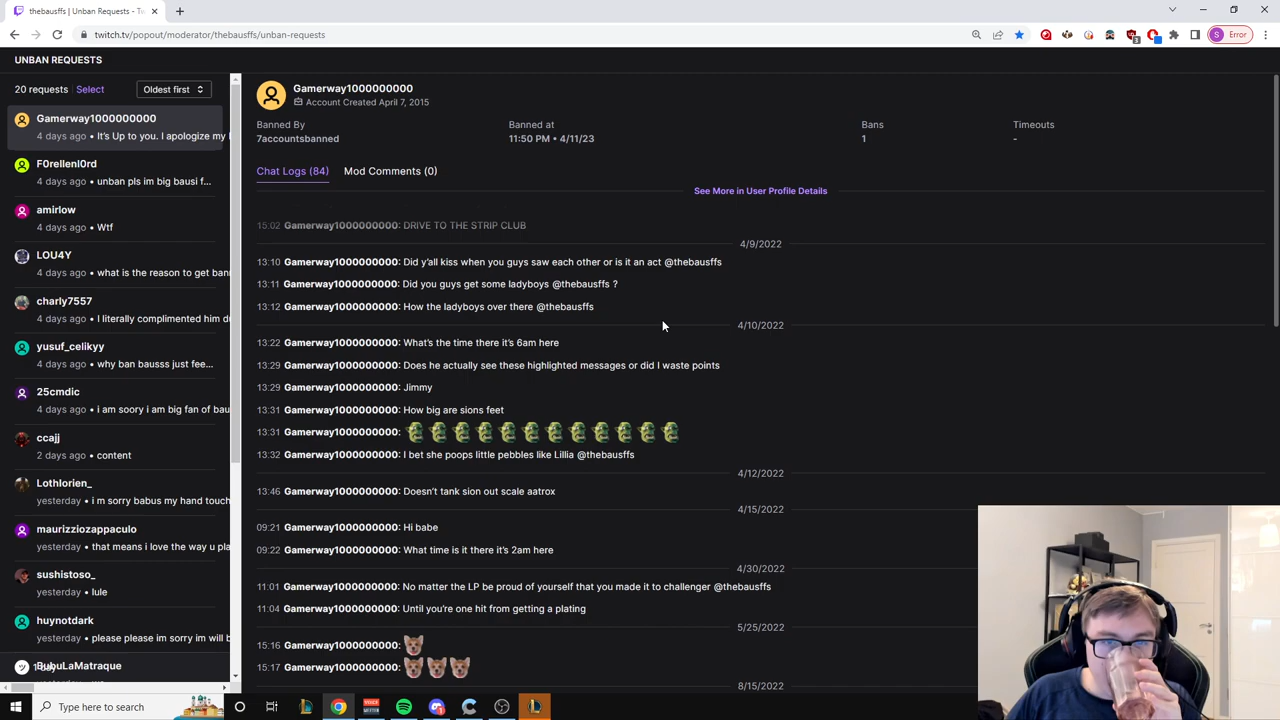 thebausffs | Unban Requests - Tw
twitch.tv/popout/moderator/thebausffs/unban-requests
Error
UNBAN REQUESTS
20 requests Select Oldest first
Gamerway1000000000
4 days ago • It's Up to you. I apologize my
F0rellenl0rd
4 days ago • unban pls im big bausi f...
amirlow
4 days ago • Wtf
LOU4Y
4 days ago • what is the reason to get ban
charly7557
4 days ago • I literally complimented him
yusuf_celikyy
4 days ago • why ban bausss just fee...
25cmdic
4 days ago • i am soory i am big fan of bau
ccajj
2 days ago • content
Lothlorien_
yesterday • i m sorry babus my hand touch
maurizziozappaculo
yesterday • that means i love the way u pla
sushistoso_
yesterday • lule
huynotdark
yesterday • please please im sorry im will b
BijouLaMatraque
Gamerway1000000000
Account Created April 7, 2015
Banned By Banned at Bans Timeouts
7accountsbanned 11:50 PM • 4/11/23 1 -
Chat Logs (84) Mod Comments (0)
See More in User Profile Details
15:02 Gamerway1000000000: DRIVE TO THE STRIP CLUB
4/9/2022
13:10 Gamerway1000000000: Did y'all kiss when you guys saw each other or is it an act @thebausffs
13:11 Gamerway1000000000: Did you guys get some ladyboys @thebausffs ?
13:12 Gamerway1000000000: How the ladyboys over there @thebausffs
4/10/2022
13:22 Gamerway1000000000: What's the time there it's 6am here
13:29 Gamerway1000000000: Does he actually see these highlighted messages or did I waste points
13:29 Gamerway1000000000: Jimmy
13:31 Gamerway1000000000: How big are sions feet
13:31 Gamerway1000000000:
13:32 Gamerway1000000000: I bet she poops little pebbles like Lillia @thebausffs
4/12/2022
13:46 Gamerway1000000000: Doesn't tank sion out scale aatrox
4/15/2022
09:21 Gamerway1000000000: Hi babe
09:22 Gamerway1000000000: What time is it there it's 2am here
4/30/2022
11:01 Gamerway1000000000: No matter the LP be proud of yourself that you made it to challenger @thebausffs
11:04 Gamerway1000000000: Until you're one hit from getting a plating
5/25/2022
15:16 Gamerway1000000000:
15:17 Gamerway1000000000:
8/15/2022
Type here to search